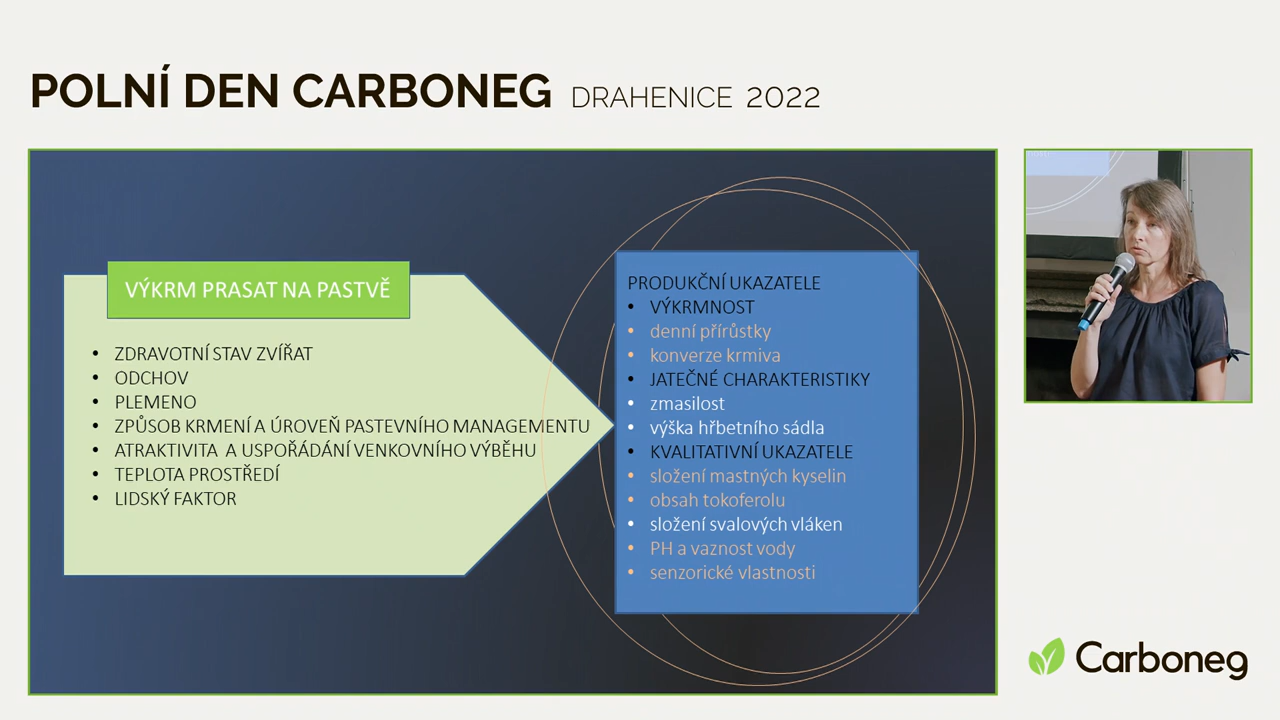 POLNÍ DEN CARBONEG DRAHENICE 2022
VÝKRM PRASAT NA PASTVĚ
• ZDRAVOTNÍ STAV ZVÍŘAT
• ODCHOV
• PLEMENO
• ZPŮSOB KRMENÍ A ÚROVEŇ PASTEVNÍHO MANAGEMENTU
• ATRAKTIVITA A USPOŘÁDÁNÍ VENKOVNÍHO VÝBĚHU
• TEPLOTA PROSTŘEDÍ
• LIDSKÝ FAKTOR
PRODUKČNÍ UKAZATELE
• VÝKRMNOST
• denní přírůstky
• konverze krmiva
• JATEČNÉ CHARAKTERISTIKY
• zmasilost
• výška hřbetního sádla
• KVALITATIVNÍ UKAZATELE
• složení mastných kyselin
• obsah tokoferolu
• složení svalových vláken
• PH a vaznost vody
• senzorické vlastnosti
Carboneg